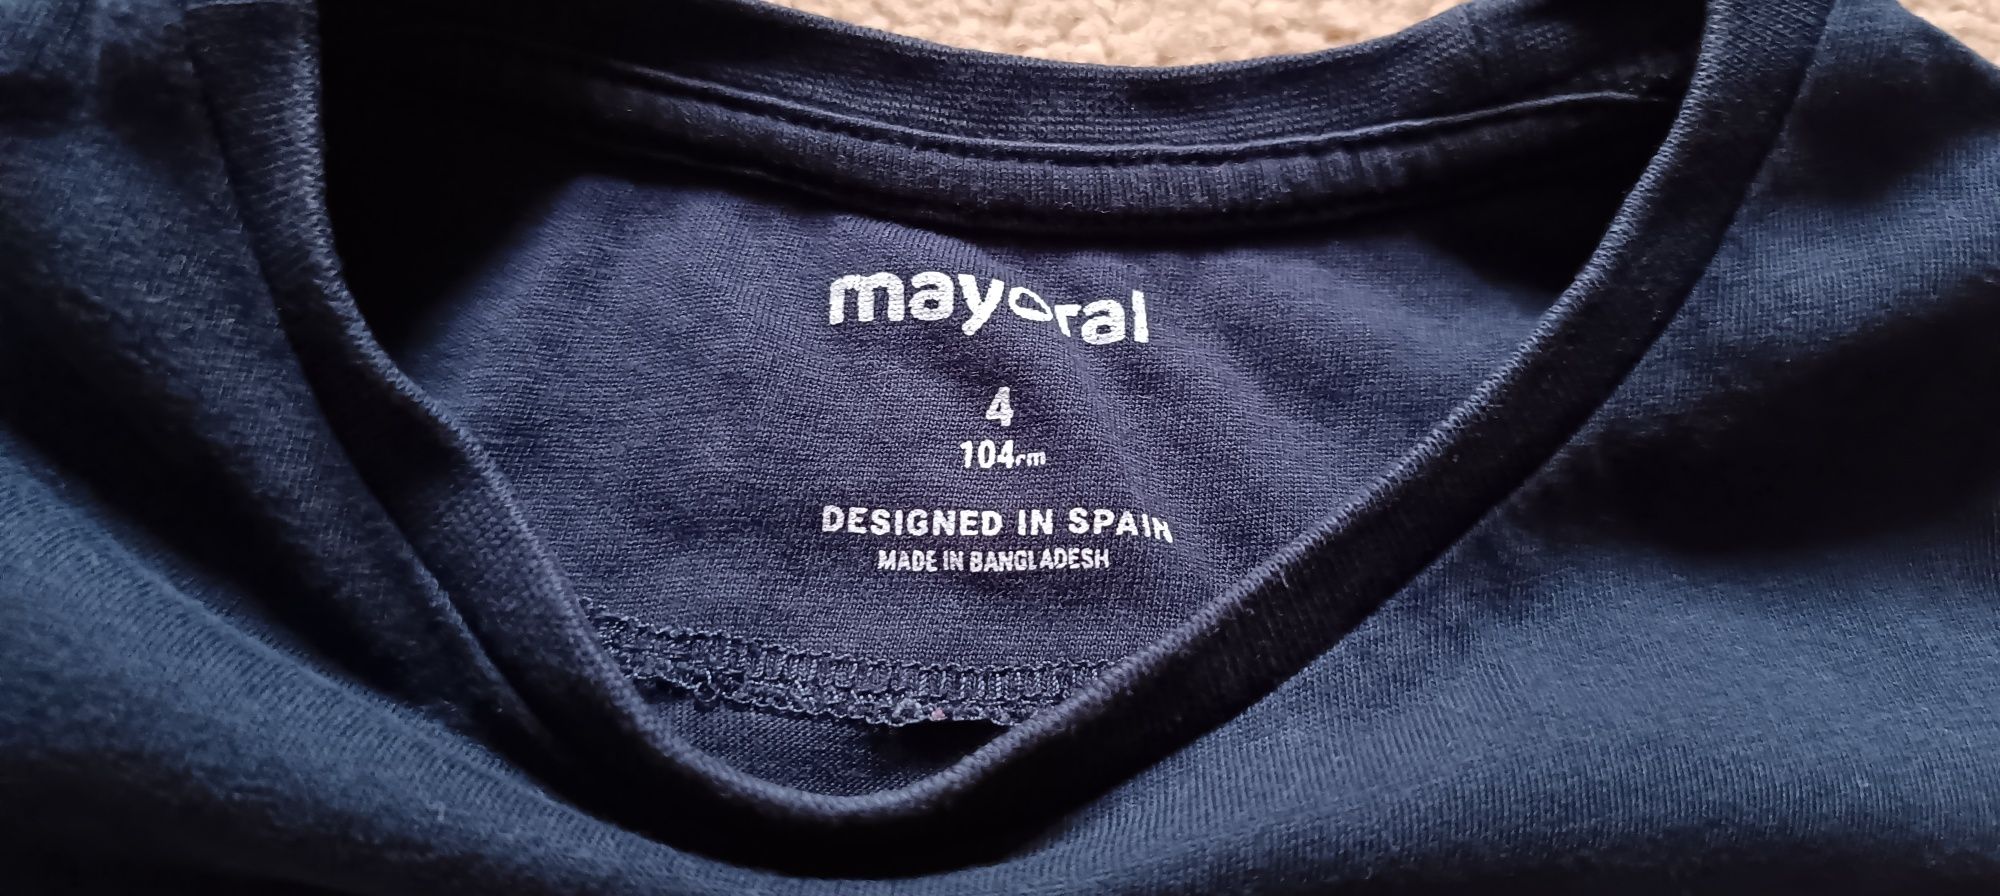 mayoral
4
104cm
DESIGNED IN SPAIN
MADE IN BANGLADESH